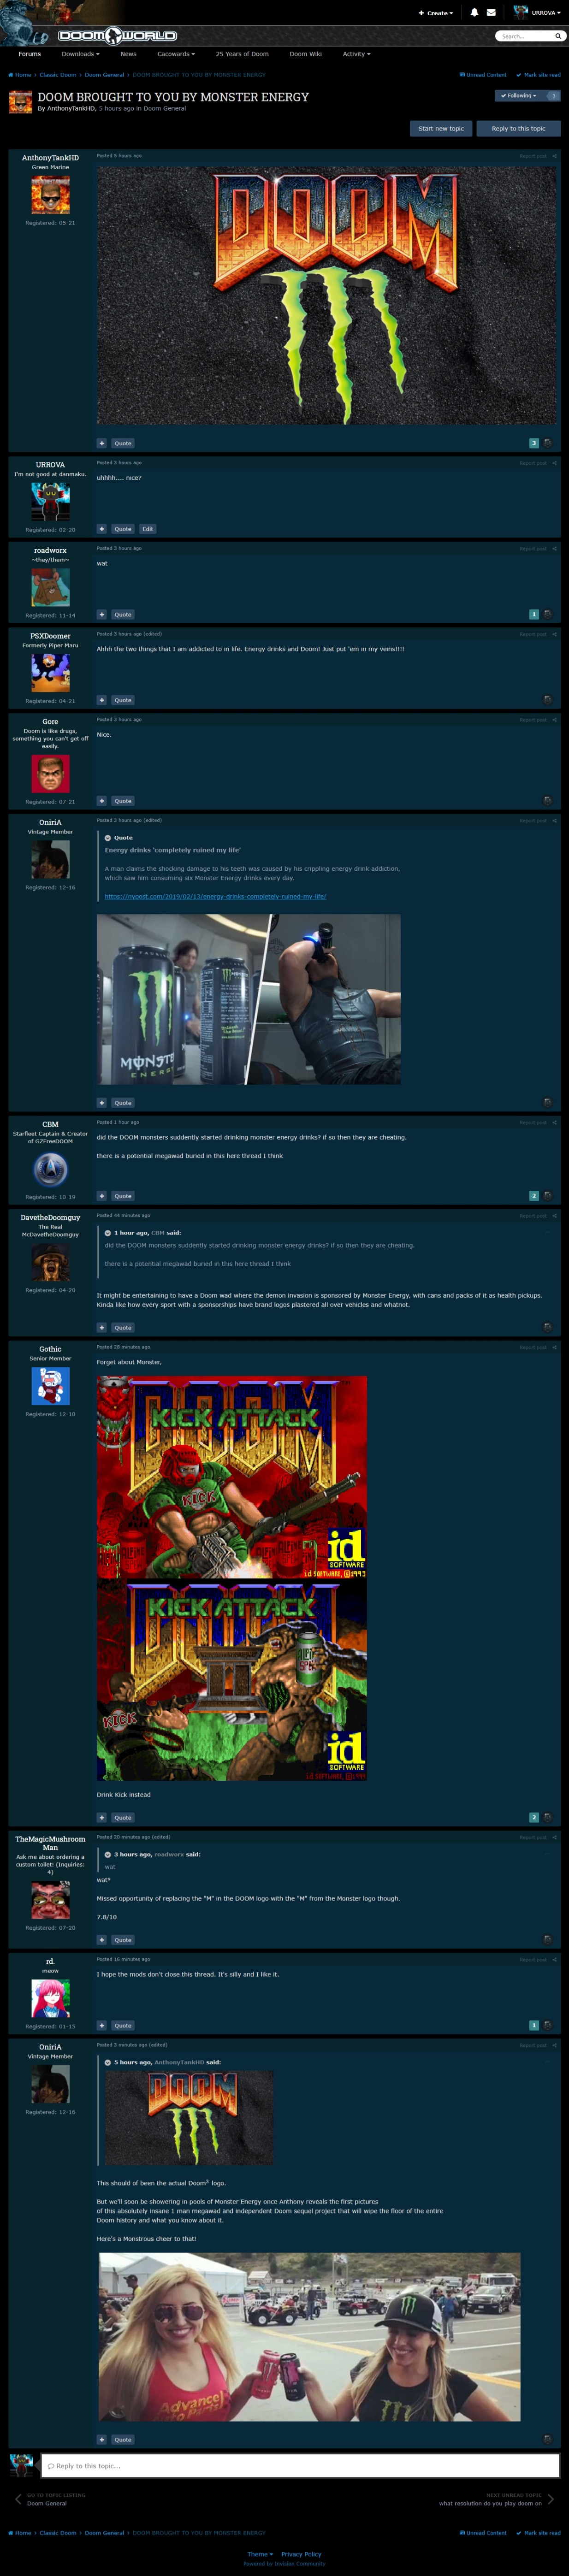 + Create
URROVA
DOOMWORLD
Search...
Forums Downloads News Cacowards 25 Years of Doom Doom Wiki Activity
Home > Classic Doom > Doom General > DOOM BROUGHT TO YOU BY MONSTER ENERGY
Unread Content Mark site read
DOOM BROUGHT TO YOU BY MONSTER ENERGY
By AnthonyTankHD, 5 hours ago in Doom General
Following
Start new topic Reply to this topic
AnthonyTankHD
Green Marine
Registered: 05-21
Posted 5 hours ago
Report post
DOOM
+ Quote
3
URROVA
I'm not good at danmaku.
Registered: 02-20
Posted 3 hours ago
Report post
uhhhh.... nice?
+ Quote Edit
roadworx
~they/them~
Registered: 11-14
Posted 3 hours ago
Report post
wat
+ Quote
1
PSXDoomer
Formerly Piper Maru
Registered: 04-21
Posted 3 hours ago (edited)
Report post
Ahhh the two things that I am addicted to in life. Energy drinks and Doom! Just put 'em in my veins!!!!
+ Quote
Gore
Doom is like drugs,
something you can't get off
easily.
Registered: 07-21
Posted 3 hours ago
Report post
Nice.
+ Quote
OniriA
Vintage Member
Registered: 12-16
Posted 3 hours ago (edited)
Report post
Quote
Energy drinks 'completely ruined my life'
A man claims the shocking damage to his teeth was caused by his crippling energy drink addiction,
which saw him consuming six Monster Energy drinks every day.
https://nypost.com/2019/02/13/energy-drinks-completely-ruined-my-life/
MONSTER
ENERGY
+ Quote
CBM
Starfleet Captain & Creator
of GZFreeDOOM
Registered: 10-19
Posted 1 hour ago
Report post
did the DOOM monsters suddently started drinking monster energy drinks? if so then they are cheating.
there is a potential megawad buried in this here thread I think
+ Quote
2
DavetheDoomguy
The Real
McDavetheDoomguy
Registered: 04-20
Posted 44 minutes ago
Report post
1 hour ago, CBM said:
did the DOOM monsters suddently started drinking monster energy drinks? if so then they are cheating.
there is a potential megawad buried in this here thread I think
It might be entertaining to have a Doom wad where the demon invasion is sponsored by Monster Energy, with cans and packs of it as health pickups.
Kinda like how every sport with a sponsorships have brand logos plastered all over vehicles and whatnot.
+ Quote
Gothic
Senior Member
Registered: 12-10
Posted 28 minutes ago
Report post
Forget about Monster,
DOOM
KICK ATTACK
id
SOFTWARE
id SOFTWARE, @1993
KICK ATTACK
II
KICK
id
SOFTWARE
id SOFTWARE, @1994
Drink Kick instead
+ Quote
2
TheMagicMushroom
Man
Ask me about ordering a
custom toilet! (Inquiries:
4)
Registered: 07-20
Posted 20 minutes ago (edited)
Report post
3 hours ago, roadworx said:
wat
wat*
Missed opportunity of replacing the "M" in the DOOM logo with the "M" from the Monster logo though.
7.8/10
+ Quote
rd.
meow
Registered: 01-15
Posted 16 minutes ago
Report post
I hope the mods don't close this thread. It's silly and I like it.
+ Quote
1
OniriA
Vintage Member
Registered: 12-16
Posted 3 minutes ago (edited)
Report post
5 hours ago, AnthonyTankHD said:
DOOM
This should of been the actual Doom3 logo.
But we'll soon be showering in pools of Monster Energy once Anthony reveals the first pictures
of this absolutely insane 1 man megawad and independent Doom sequel project that will wipe the floor of the entire
Doom history and what you know about it.
Here's a Monstrous cheer to that!
+ Quote
Reply to this topic...
GO TO TOPIC LISTING
Doom General
NEXT UNREAD TOPIC
what resolution do you play doom on
Home > Classic Doom > Doom General > DOOM BROUGHT TO YOU BY MONSTER ENERGY
Unread Content Mark site read
Theme Privacy Policy
Powered by Invision Community